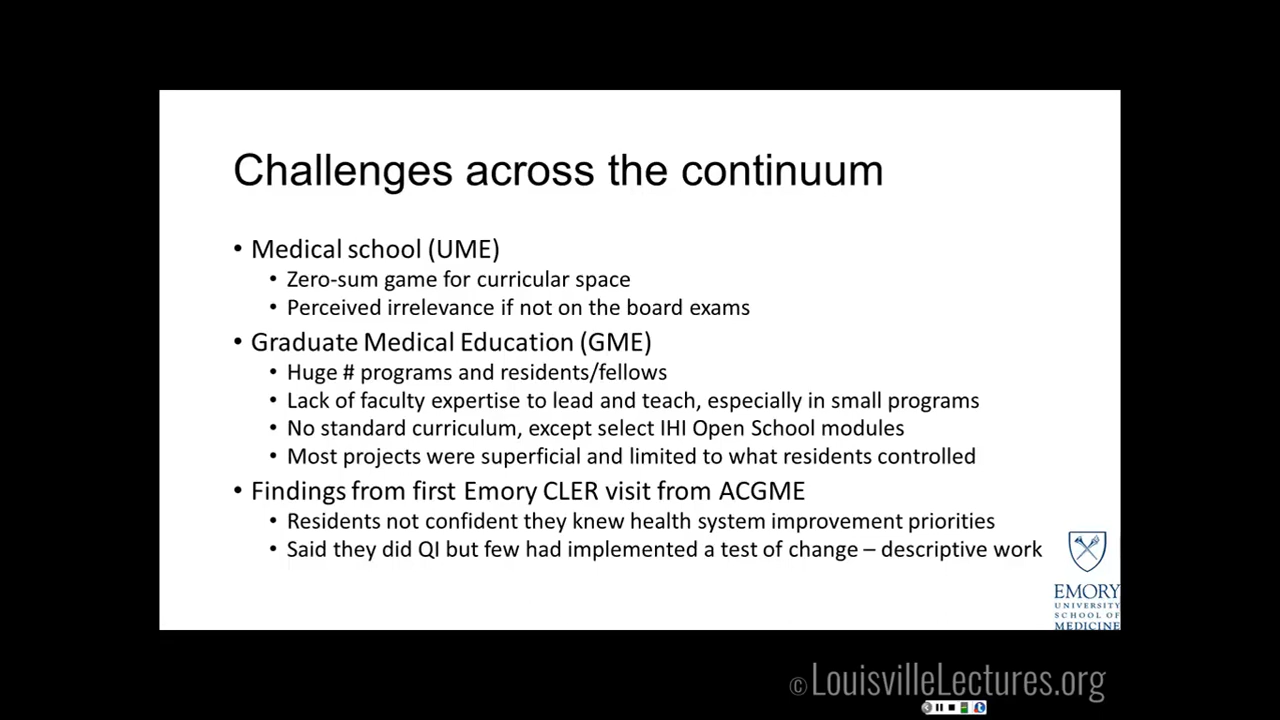 Challenges across the continuum
• Medical school (UME)
• Zero-sum game for curricular space
• Perceived irrelevance if not on the board exams
• Graduate Medical Education (GME)
• Huge # programs and residents/fellows
• Lack of faculty expertise to lead and teach, especially in small programs
• No standard curriculum, except select IHI Open School modules
• Most projects were superficial and limited to what residents controlled
• Findings from first Emory CLER visit from ACGME
• Residents not confident they knew health system improvement priorities
• Said they did QI but few had implemented a test of change – descriptive work
EMORY
UNIVERSITY
SCHOOL OF
MEDICINE
© LouisvilleLectures.org